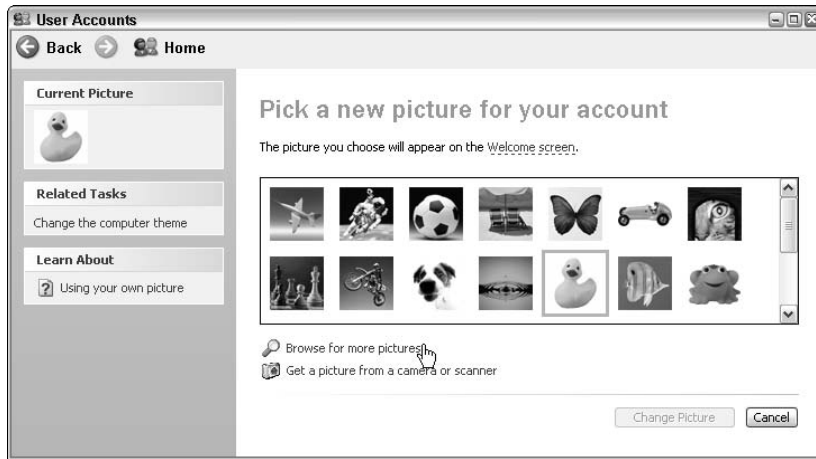 User Accounts
Back Home
Current Picture
Related Tasks
Change the computer theme
Learn About
Using your own picture
Pick a new picture for your account
The picture you choose will appear on the Welcome screen.
Browse for more pictures
Get a picture from a camera or scanner
Change Picture Cancel